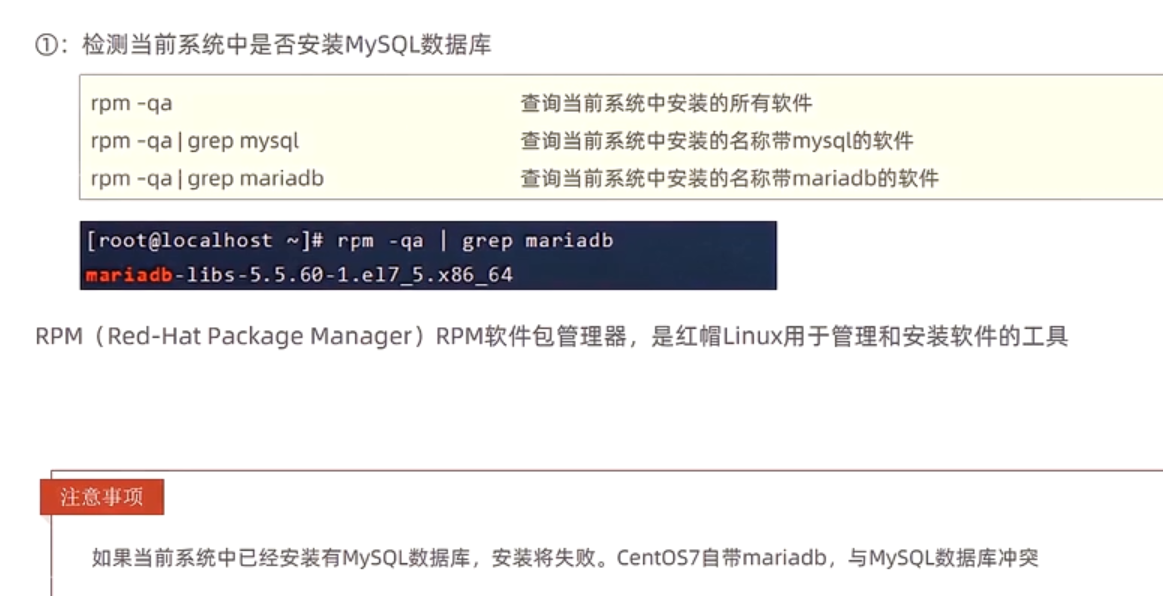 ①：检测当前系统中是否安装MySQL数据库
rpm -qa 查询当前系统中安装的所有软件
rpm -qa | grep mysql 查询当前系统中安装的名称带mysql的软件
rpm -qa | grep mariadb 查询当前系统中安装的名称带mariadb的软件
[root@localhost ~]# rpm -qa | grep mariadb
mariadb-libs-5.5.60-1.el7_5.x86_64
RPM（Red-Hat Package Manager）RPM软件包管理器，是红帽Linux用于管理和安装软件的工具
注意事项
如果当前系统中已经安装有MySQL数据库，安装将失败。CentOS7自带mariadb，与MySQL数据库冲突